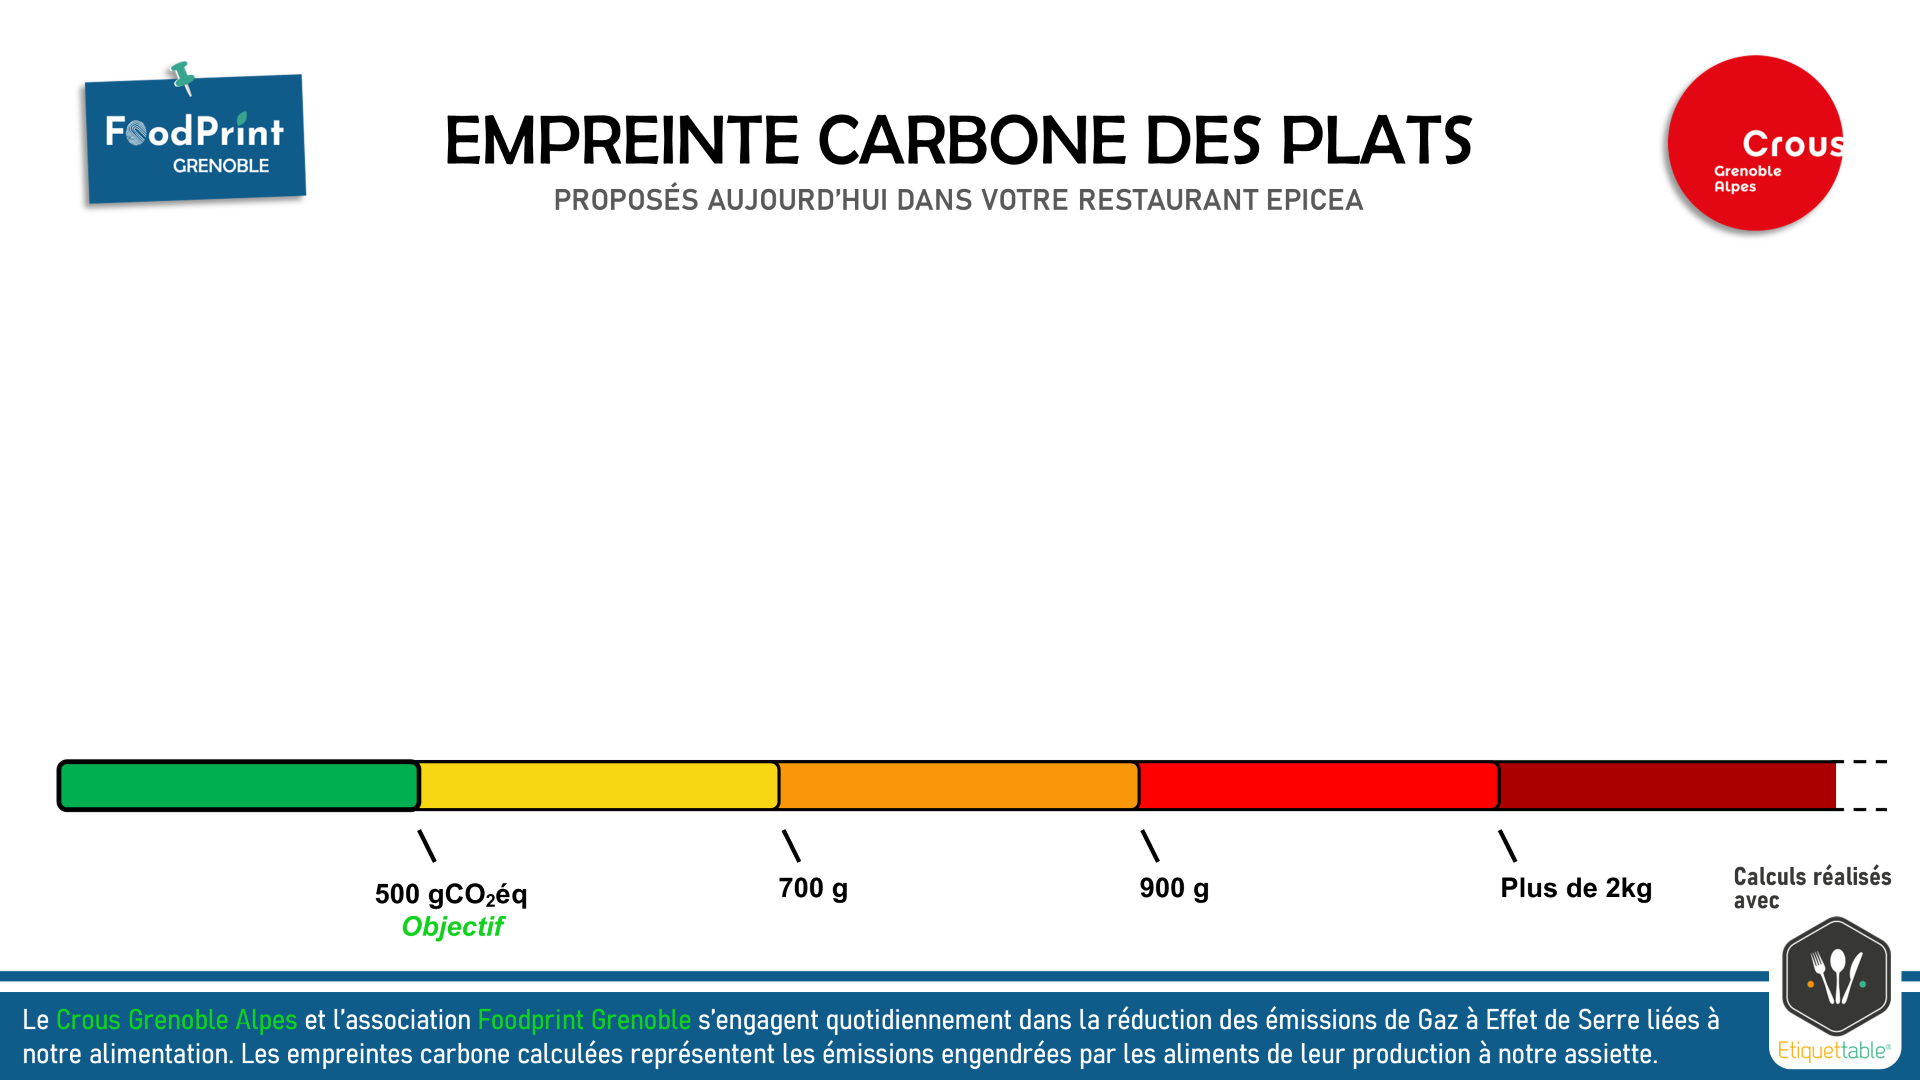 FoodPrint
GRENOBLE
EMPREINTE CARBONE DES PLATS
PROPOSÉS AUJOURD'HUI DANS VOTRE RESTAURANT EPICEA
Crous
Grenoble
Alpes
500 gCO₂éq
Objectif
700 g
900 g
Plus de 2kg
Calculs réalisés
avec
Etiquettable®
Le Crous Grenoble Alpes et l'association Foodprint Grenoble s'engagent quotidiennement dans la réduction des émissions de Gaz à Effet de Serre liées à
notre alimentation. Les empreintes carbone calculées représentent les émissions engendrées par les aliments de leur production à notre assiette.